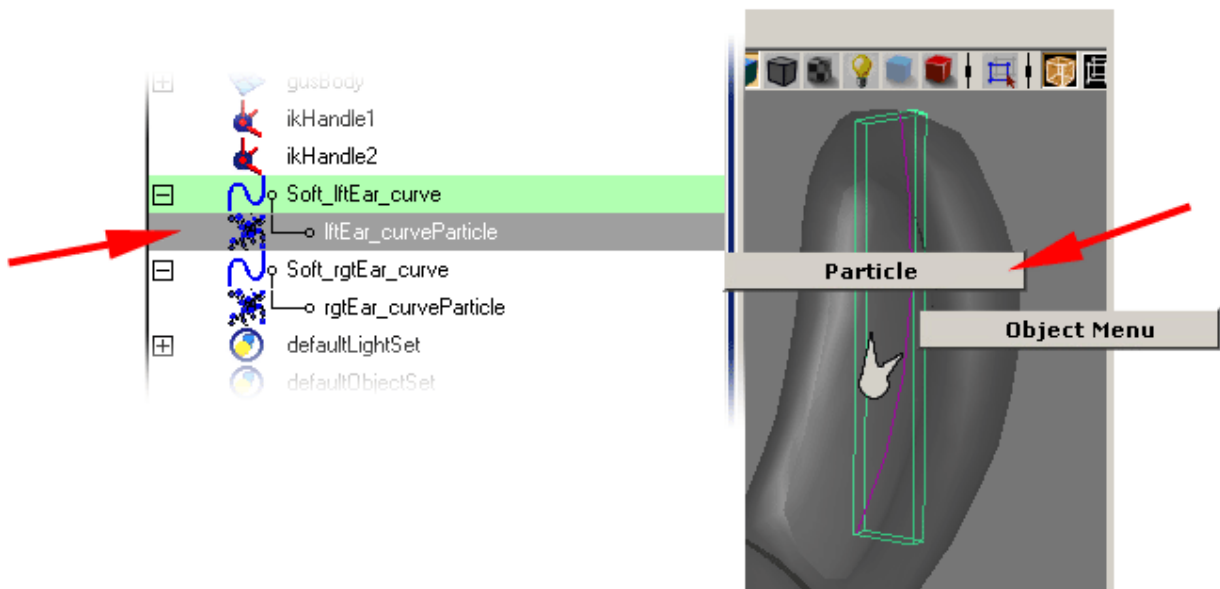 gusBody
ikHandle1
ikHandle2
Soft_lftEar_curve
lftEar_curveParticle
Soft_rgtEar_curve
rgtEar_curveParticle
defaultLightSet
defaultObjectSet
Particle
Object Menu